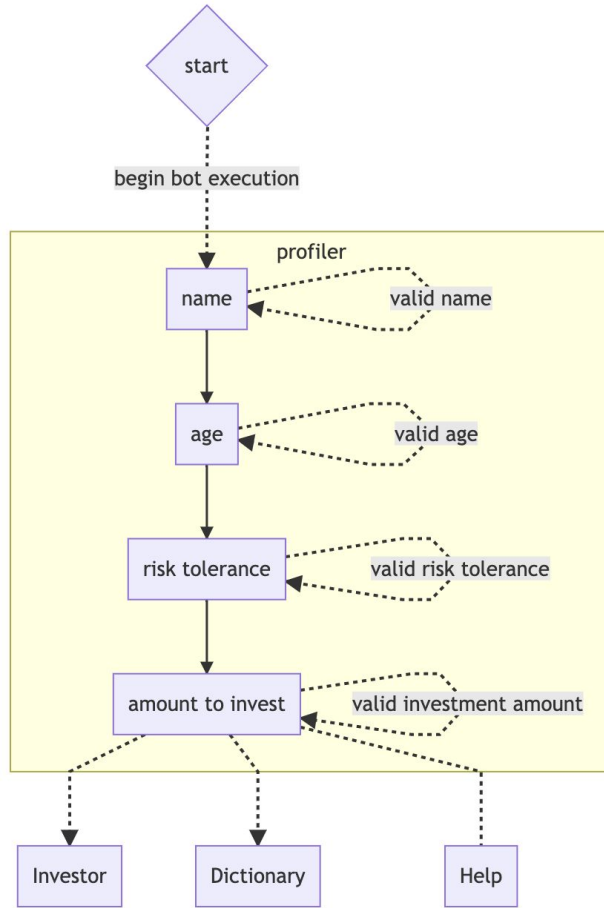 start
begin bot execution
profiler
name
valid name
age
valid age
risk tolerance
valid risk tolerance
amount to invest
valid investment amount
Investor
Dictionary
Help